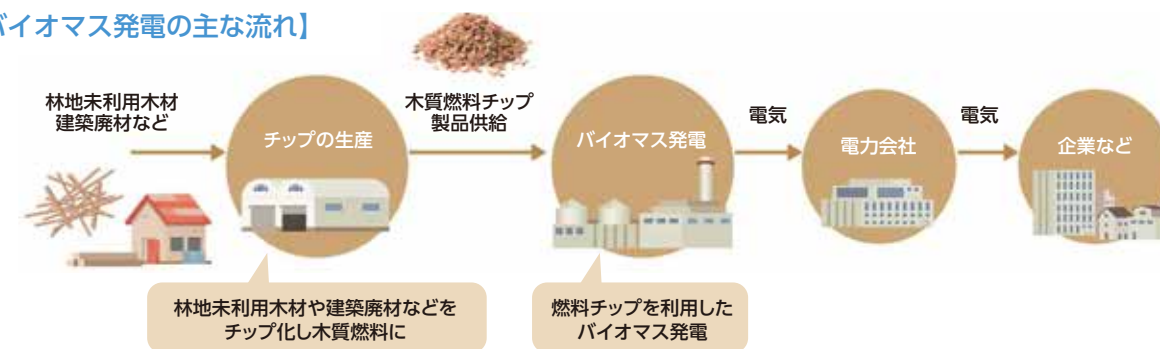 バイオマス発電の主な流れ】
林地未利用木材
建築廃材など
チップの生産
木質燃料チップ
製品供給
バイオマス発電
電気
電力会社
電気
企業など
林地未利用木材や建築廃材などを
チップ化し木質燃料に
燃料チップを利用した
バイオマス発電